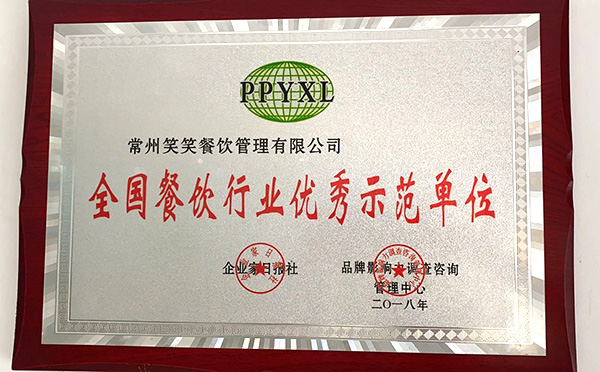 PPYXL
常州笑笑餐饮管理有限公司
全国餐饮行业优秀示范单位
企业家日报社
品牌影响力调查咨询
管理中心
二〇一八年